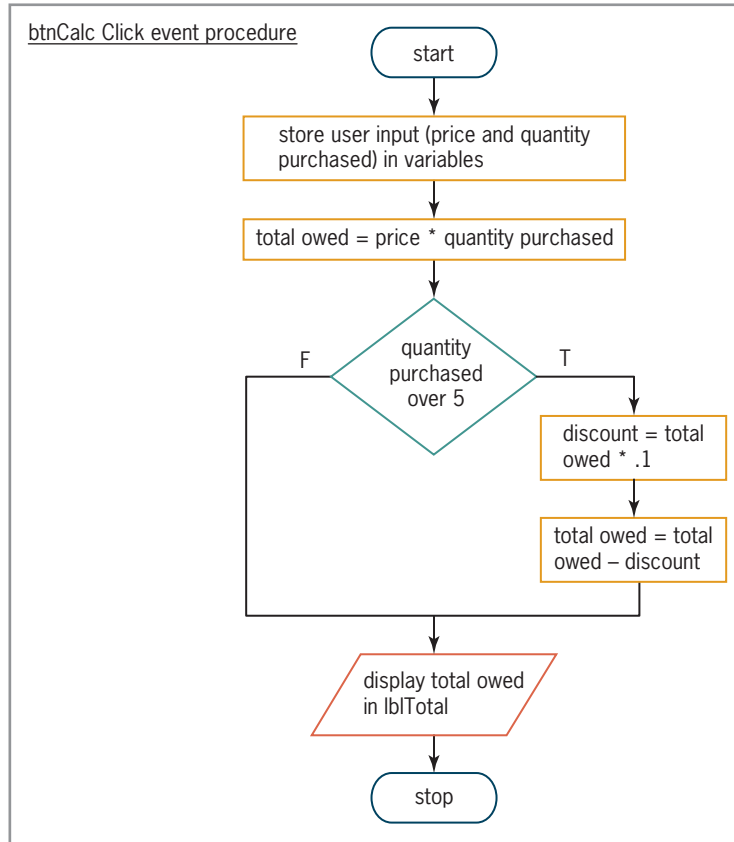 btnCalc Click event procedure
start
store user input (price and quantity
purchased) in variables
total owed = price * quantity purchased
quantity
purchased
over 5
F
T
discount = total
owed * .1
total owed = total
owed – discount
display total owed
in lblTotal
stop